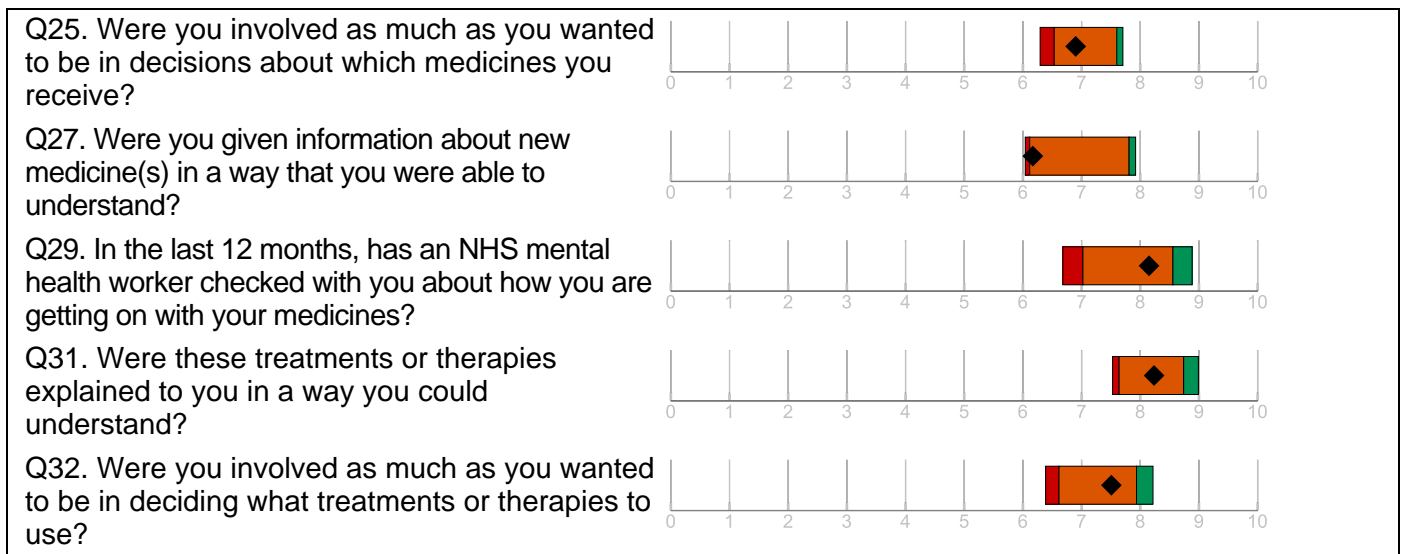 Q25. Were you involved as much as you wanted
to be in decisions about which medicines you
receive?
0 1 2 3 4 5 6 7 8 9 10
Q27. Were you given information about new
medicine(s) in a way that you were able to
understand?
0 1 2 3 4 5 6 7 8 9 10
Q29. In the last 12 months, has an NHS mental
health worker checked with you about how you are
getting on with your medicines?
0 1 2 3 4 5 6 7 8 9 10
Q31. Were these treatments or therapies
explained to you in a way you could
understand?
0 1 2 3 4 5 6 7 8 9 10
Q32. Were you involved as much as you wanted
to be in deciding what treatments or therapies to
use?
0 1 2 3 4 5 6 7 8 9 10